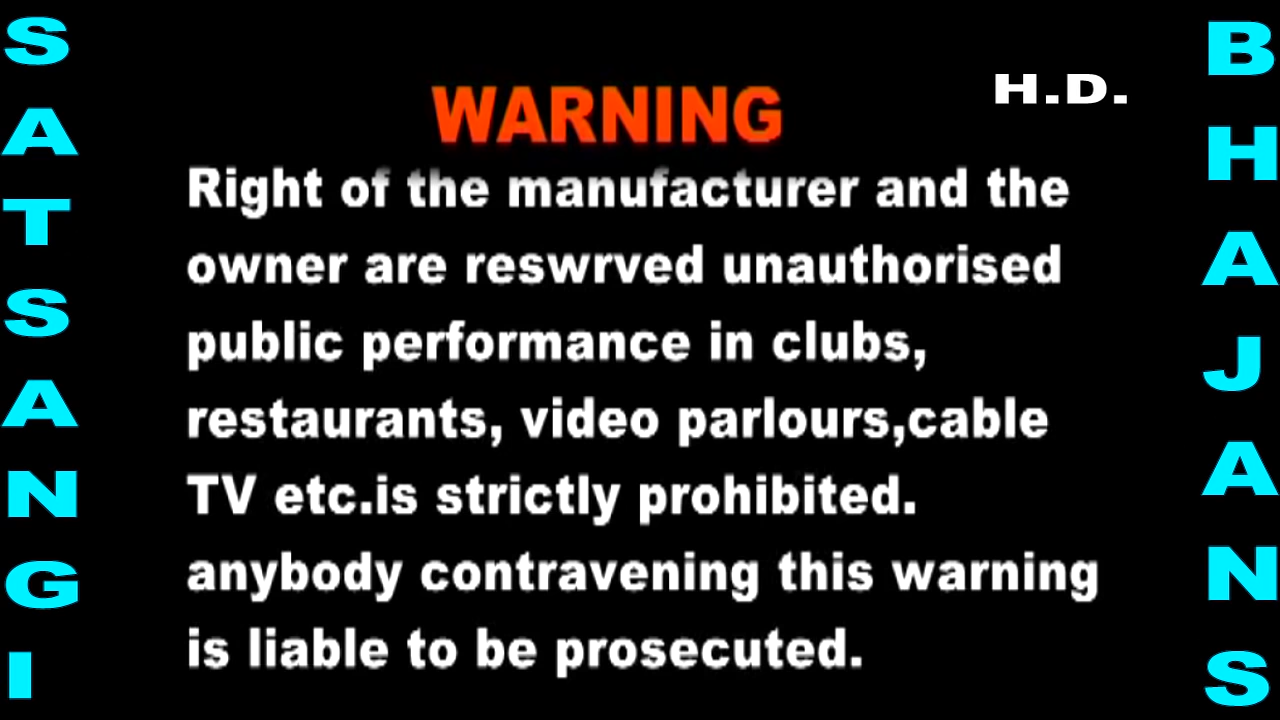 SATSANGI
H.D.
WARNING
Right of the manufacturer and the
owner are reswrved unauthorised
public performance in clubs,
restaurants, video parlours,cable
TV etc.is strictly prohibited.
anybody contravening this warning
is liable to be prosecuted.
BHAJANS